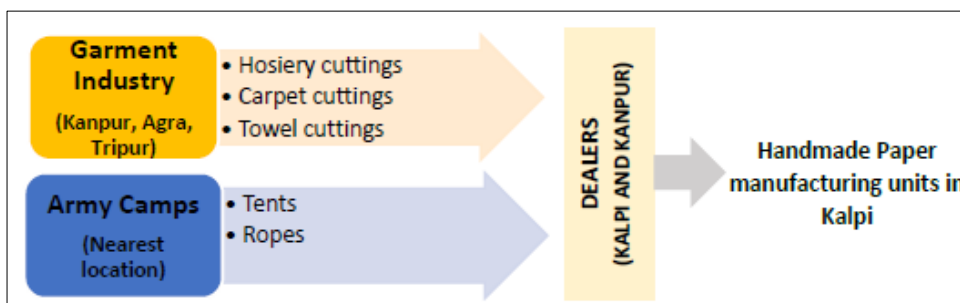 Garment
Industry
(Kanpur, Agra,
Tripur)
• Hosiery cuttings
• Carpet cuttings
• Towel cuttings
Army Camps
(Nearest
location)
• Tents
• Ropes
DEALERS
(KALPI AND KANPUR)
Handmade Paper
manufacturing units in
Kalpi